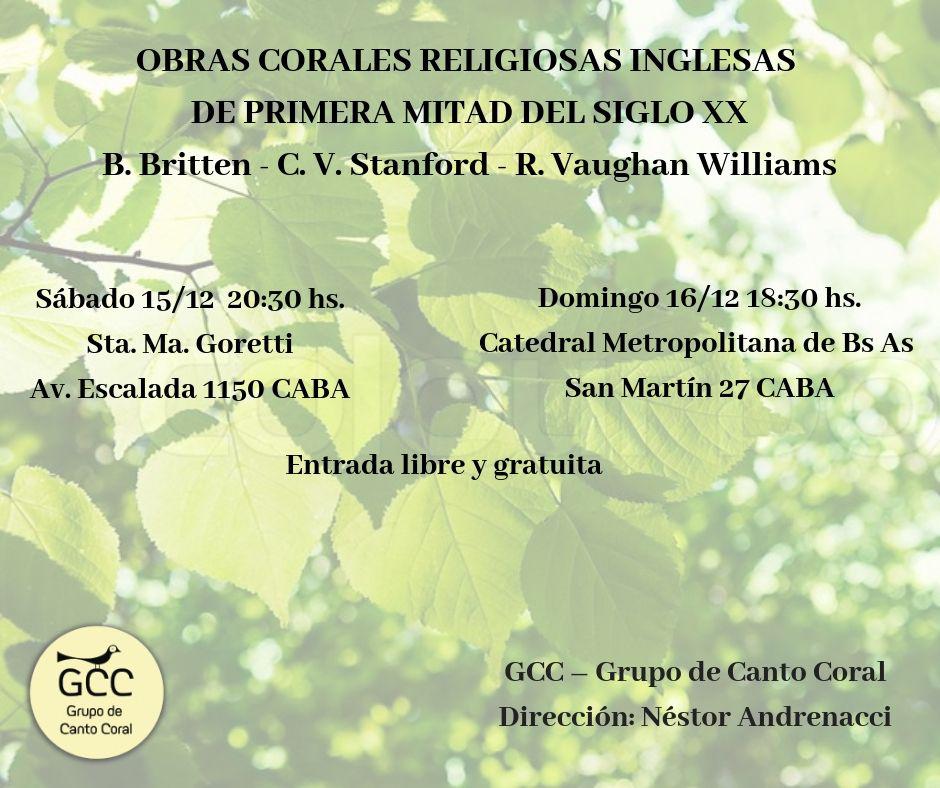 OBRAS CORALES RELIGIOSAS INGLESAS
DE PRIMERA MITAD DEL SIGLO XX
B. Britten - C. V. Stanford - R. Vaughan Williams
Sábado 15/12 20:30 hs.
Sta. Ma. Goretti
Av. Escalada 1150 CABA
Domingo 16/12 18:30 hs.
Catedral Metropolitana de Bs As
San Martín 27 CABA
Entrada libre y gratuita
GCC
Grupo de
Canto Coral
GCC – Grupo de Canto Coral
Dirección: Néstor Andrenacci